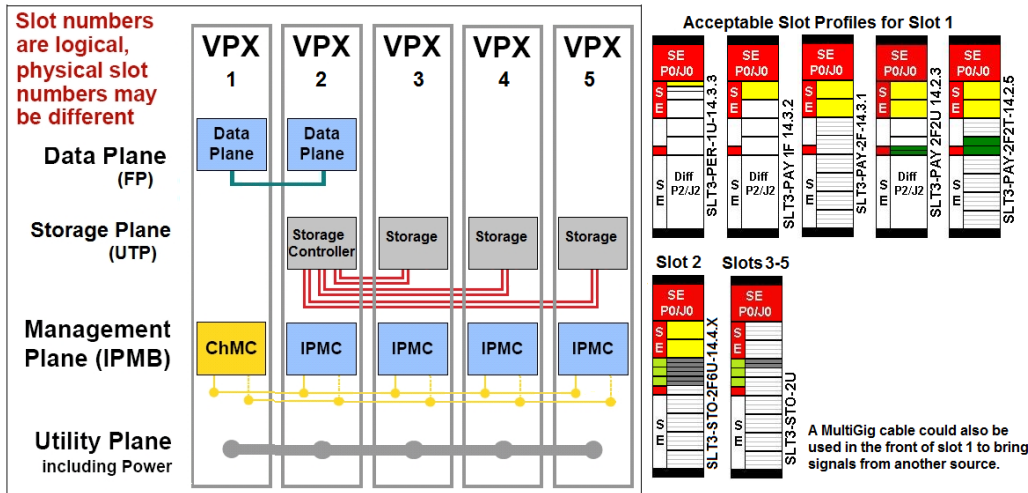 Slot numbers
are logical,
physical slot
numbers may
be different
VPX
1
VPX
2
VPX
3
VPX
4
VPX
5
Data Plane
(FP)
Data
Plane
Data
Plane
Storage Plane
(UTP)
Storage
Controller
Storage
Storage
Storage
Management
Plane (IPMB)
ChMC
IPMC
IPMC
IPMC
IPMC
Utility Plane
including Power
Acceptable Slot Profiles for Slot 1
SE
P0/J0
S
E
S
E
Diff
P2/J2
SLT3-PER-1U-14.3.3
SE
P0/J0
S
E
S
E
Diff
P2/J2
SLT3-PAY 1F 14.3.2
SE
P0/J0
S
E
S
E
SLT3-PAY-2F-14.3.1
SE
P0/J0
S
E
S
E
Diff
P2/J2
SLT3-PAY 2F2U 14.2.3
SE
P0/J0
S
E
S
E
SLT3-PAY-2F2T-14.2.5
Slot 2
SE
P0/J0
S
E
S
E
SLT3-STO-2F6U-14.4.X
Slots 3-5
SE
P0/J0
S
E
S
E
SLT3-STO-2U
A MultiGig cable could also be
used in the front of slot 1 to bring
signals from another source.